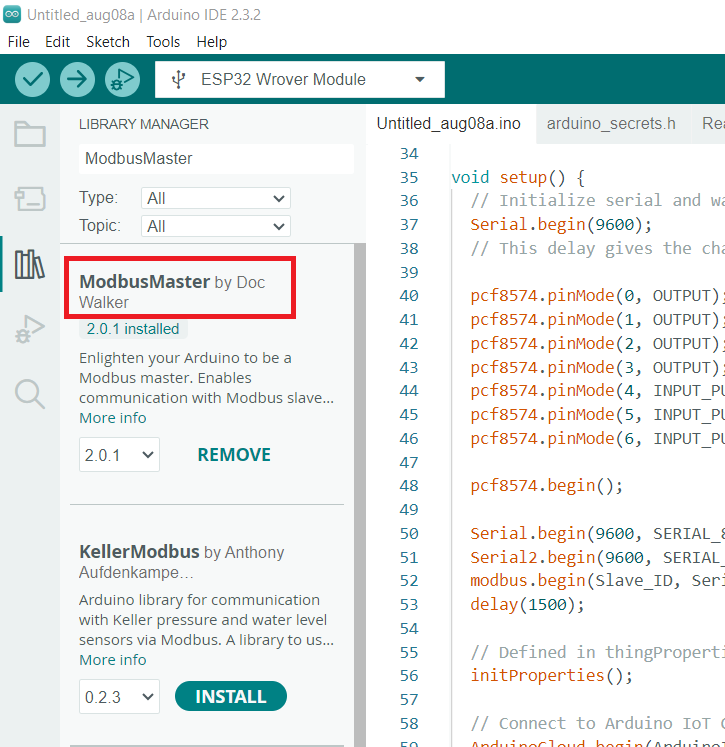 Untitled_aug08a | Arduino IDE 2.3.2
File Edit Sketch Tools Help
ESP32 Wrover Module
LIBRARY MANAGER
ModbusMaster
Type: All
Topic: All
ModbusMaster by Doc
Walker
2.0.1 installed
Enlighten your Arduino to be a
Modbus master. Enables
communication with Modbus slave...
More info
2.0.1 REMOVE
KellerModbus by Anthony
Aufdenkampe...
Arduino library for communication
with Keller pressure and water level
sensors via Modbus. A library to us...
More info
0.2.3 INSTALL
Untitled_aug08a.ino arduino_secrets.h Rea
34
35 void setup() {
36 // Initialize serial and wa
37 Serial.begin(9600);
38 // This delay gives the cha
39
40 pcf8574.pinMode(0, OUTPUT);
41 pcf8574.pinMode(1, OUTPUT);
42 pcf8574.pinMode(2, OUTPUT);
43 pcf8574.pinMode(3, OUTPUT);
44 pcf8574.pinMode(4, INPUT_PU
45 pcf8574.pinMode(5, INPUT_PU
46 pcf8574.pinMode(6, INPUT_PU
47
48 pcf8574.begin();
49
50 Serial.begin(9600, SERIAL_8
51 Serial2.begin(9600, SERIAL_
52 modbus.begin(Slave_ID, Seri
53 delay(1500);
54
55 // Defined in thingProperti
56 initProperties();
57
58 // Connect to Arduino IoT C
59 ArduinoCloud.begin(ArduinoI